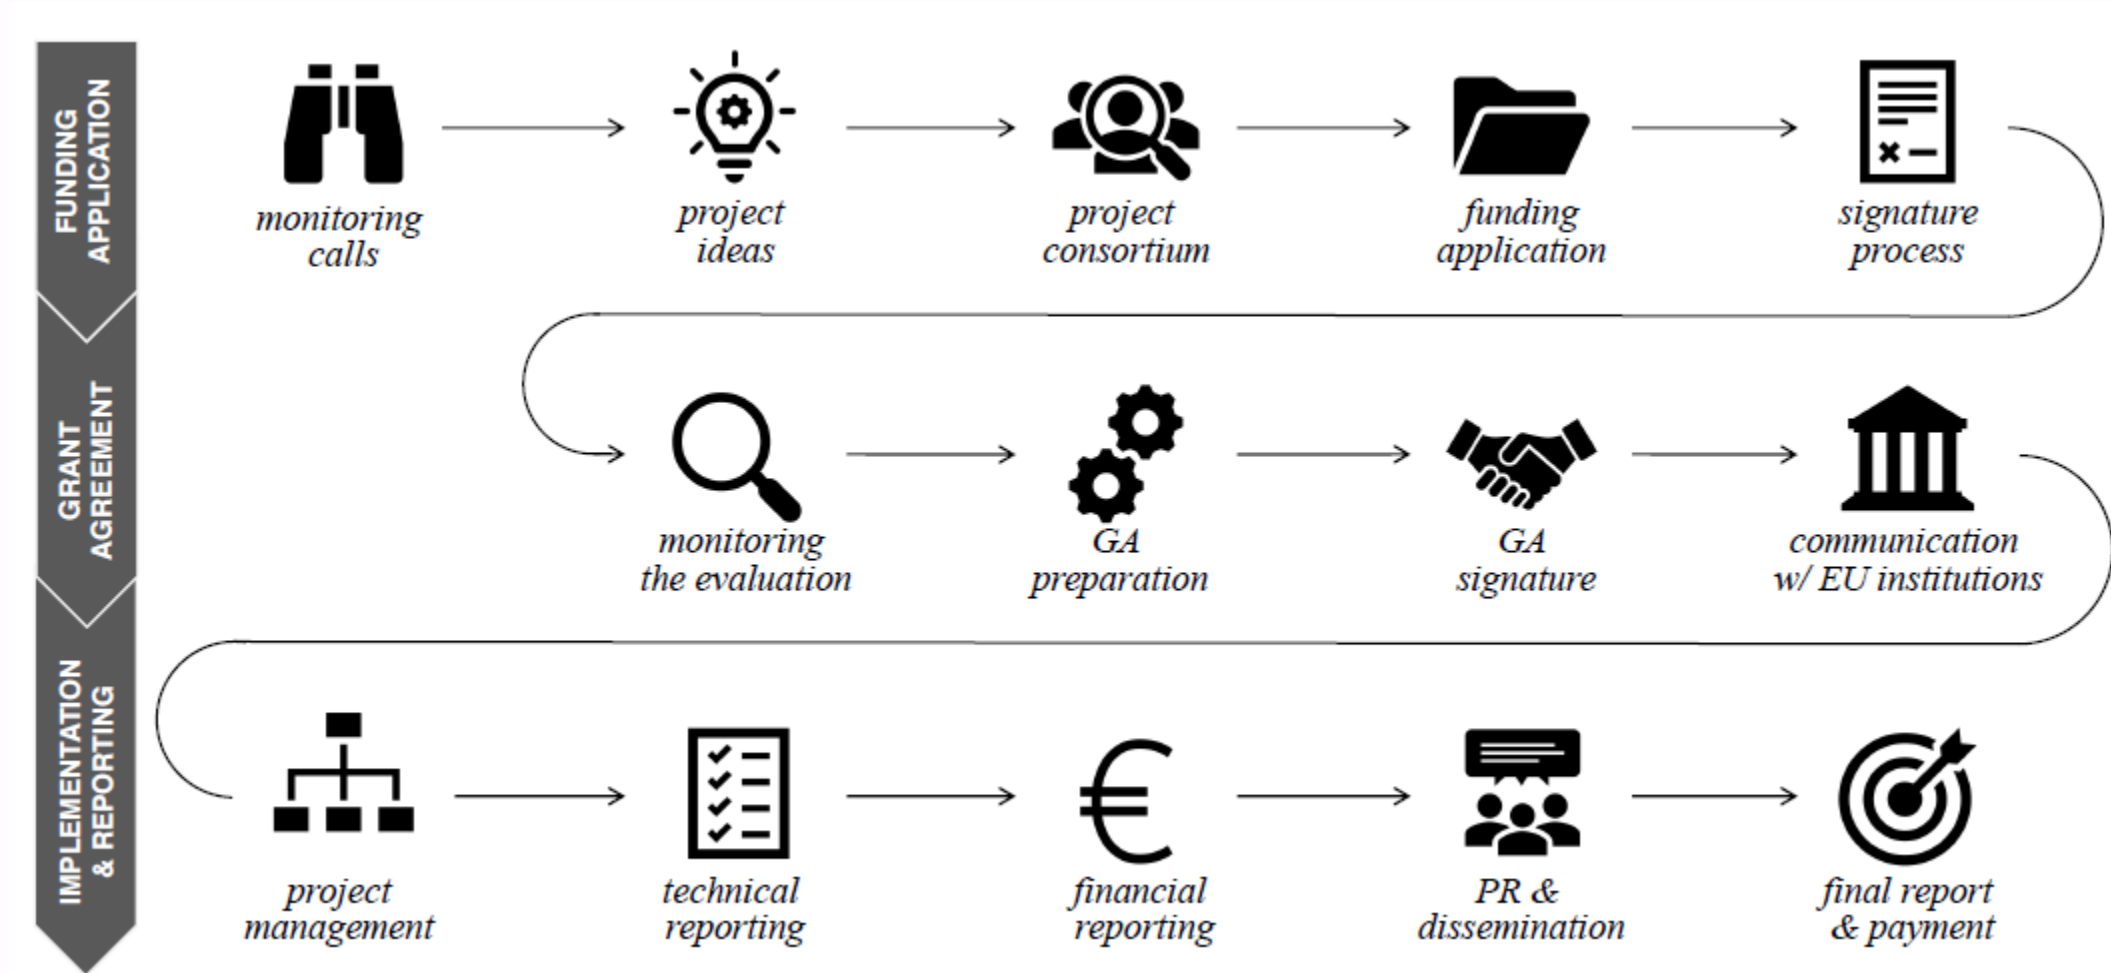 FUNDING
APPLICATION
monitoring
calls
project
ideas
project
consortium
funding
application
signature
process
GRANT
AGREEMENT
monitoring
the evaluation
GA
preparation
GA
signature
communication
w/ EU institutions
IMPLEMENTATION
& REPORTING
project
management
technical
reporting
€
financial
reporting
PR &
dissemination
final report
& payment